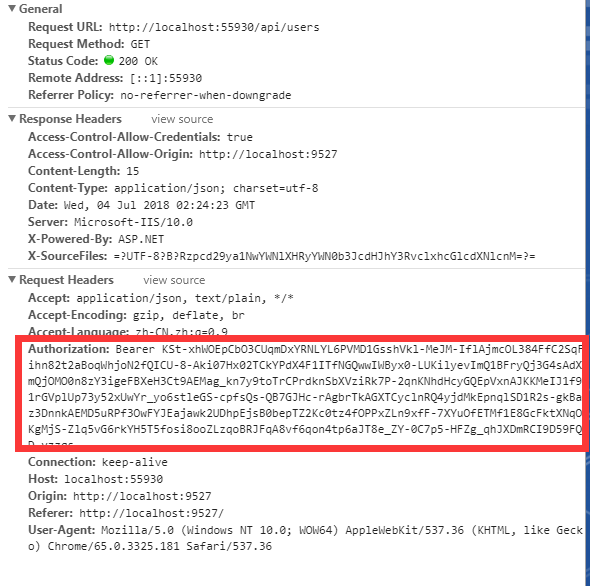 General
Request URL: http://localhost:55930/api/users
Request Method: GET
Status Code: 200 OK
Remote Address: [::1]:55930
Referrer Policy: no-referrer-when-downgrade
Response Headers view source
Access-Control-Allow-Credentials: true
Access-Control-Allow-Origin: http://localhost:9527
Content-Length: 15
Content-Type: application/json; charset=utf-8
Date: Wed, 04 Jul 2018 02:24:23 GMT
Server: Microsoft-IIS/10.0
X-Powered-By: ASP.NET
X-SourceFiles: =?UTF-8?B?Rzpcd29ya1NwYWNlXHRyYWN0b3JcdHJhY3RvclxhcGlcdXNlcnM=?=
Request Headers view source
Accept: application/json, text/plain, */*
Accept-Encoding: gzip, deflate, br
Accept-Language: zh-CN,zh;q=0.9
Authorization: Bearer KSt-xhWOEpCbO3CUqmDxYRNLYL6PVMD1GsshVkl-MeJM-IflAjmcOL384FfC2SqF
ihn82t2aBoqWhjoN2fQICU-8-Aki07Hx02TCkYPdX4F1ITfNGQwwIWByx0-LUKilyevImQ1BFryQj3G4sAdX
mQjOMO0n8zY3igeFBXeH3Ct9AEMag_kn7y9toTrCPrdknSbXVziRk7P-2qnKNhdHcyGQEpVxnAJKKMeIJ1f9
1rGVplUp73y52xUwYr_yo6stleGS-cpfsQs-QB7GJHc-rAgbrTkAGXTCyclnRQ4yjdMkEpnqlSD1R2s-gkBa
z3DnnkAEMD5uRPf3OwFYJEajawk2UDhpEjsB0bepTZ2Kc0tz4fOPPxZLn9xfF-7XYuOfETMf1E8GcFktXNqO
KgMjS-Zlq5vG6rkYH5T5fosi8ooZLzqoBRJFqA8vf6qon4tp6aJT8e_ZY-0C7p5-HFZg_qhJXDmRCI9D59FQ
Connection: keep-alive
Host: localhost:55930
Origin: http://localhost:9527
Referer: http://localhost:9527/
User-Agent: Mozilla/5.0 (Windows NT 10.0; WOW64) AppleWebKit/537.36 (KHTML, like Geck
o) Chrome/65.0.3325.181 Safari/537.36